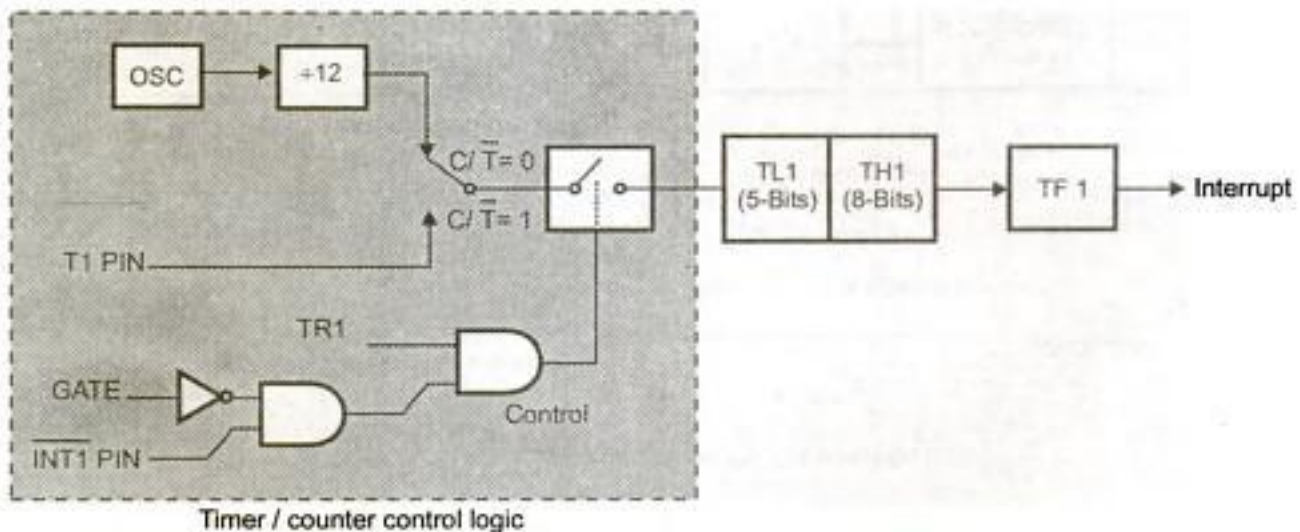 OSC
÷12
C/T̅ = 0
C/T̅ = 1
T1 PIN
TR1
GATE
I̅N̅T̅1̅ PIN
Control
TL1
(5-Bits)
TH1
(8-Bits)
TF 1
Interrupt
Timer / counter control logic